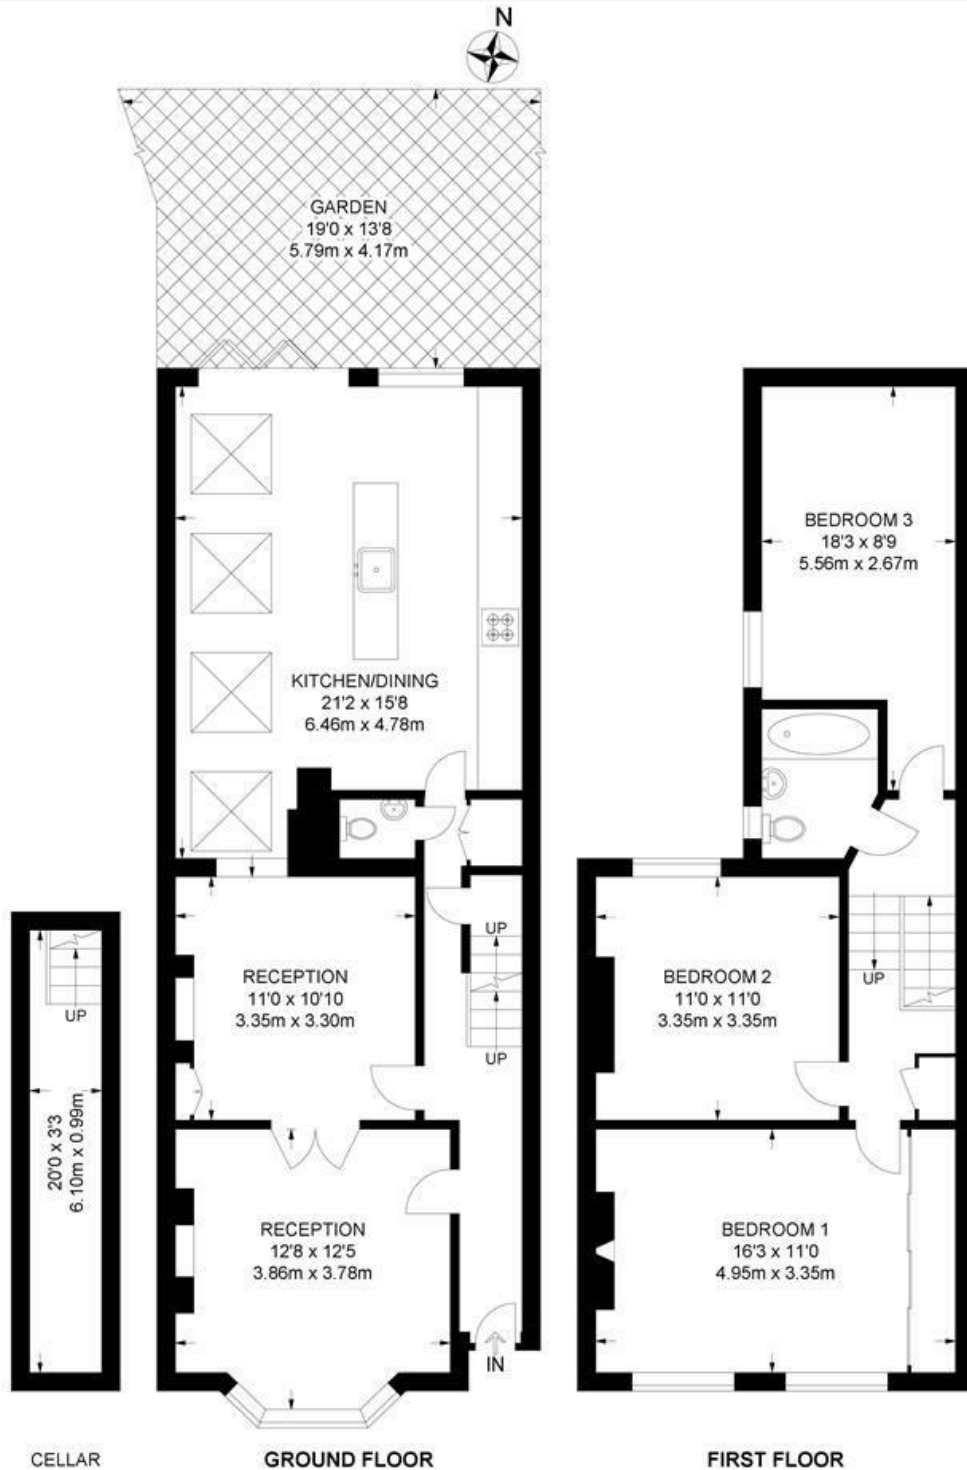 N
GARDEN
19'0 x 13'8
5.79m x 4.17m
KITCHEN/DINING
21'2 x 15'8
6.46m x 4.78m
UP
RECEPTION
11'0 x 10'10
3.35m x 3.30m
UP
RECEPTION
12'8 x 12'5
3.86m x 3.78m
IN
BEDROOM 3
18'3 x 8'9
5.56m x 2.67m
BEDROOM 2
11'0 x 11'0
3.35m x 3.35m
UP
BEDROOM 1
16'3 x 11'0
4.95m x 3.35m
UP
20'0 x 3'3
6.10m x 0.99m
CELLAR
GROUND FLOOR
FIRST FLOOR